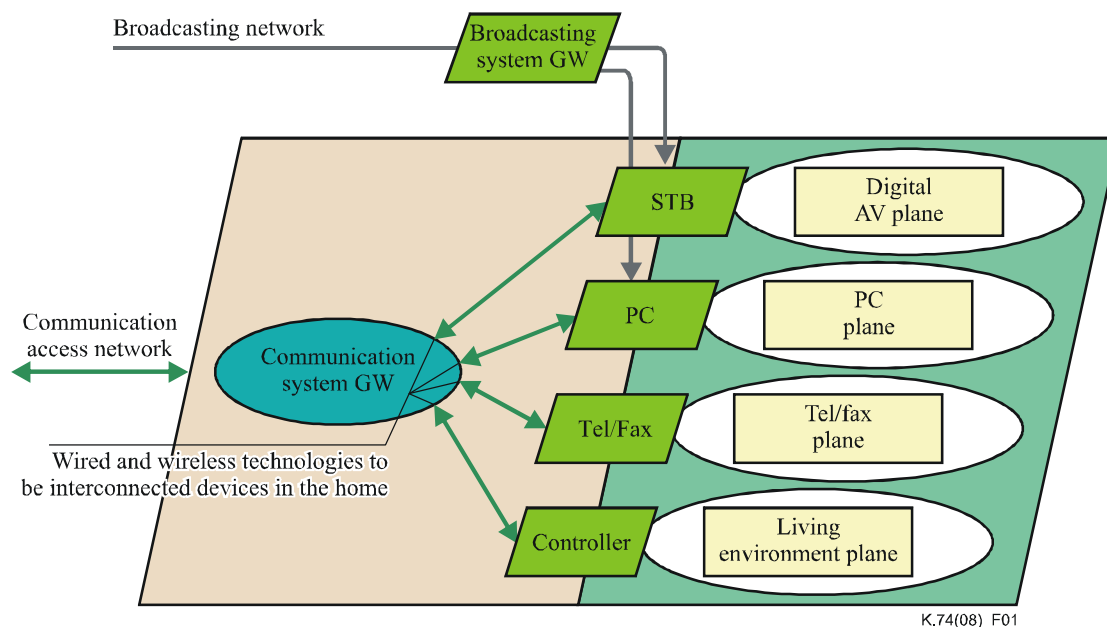 Broadcasting network
Broadcasting
system GW
STB
Digital
AV plane
PC
PC
plane
Communication
access network
Communication
system GW
Tel/Fax
Tel/fax
plane
Wired and wireless technologies to
be interconnected devices in the home
Controller
Living
environment plane
K.74(08)_F01